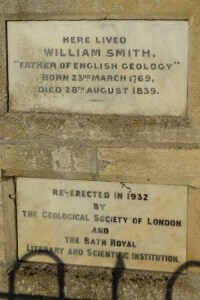 HERE LIVED
WILLIAM SMITH,
"FATHER OF ENGLISH GEOLOGY"
BORN 23RD MARCH 1769,
DIED 28TH AUGUST 1839.
RE-ERECTED IN 1932
BY
THE GEOLOGICAL SOCIETY OF LONDON
AND
THE BATH ROYAL
LITERARY AND SCIENTIFIC INSTITUTION